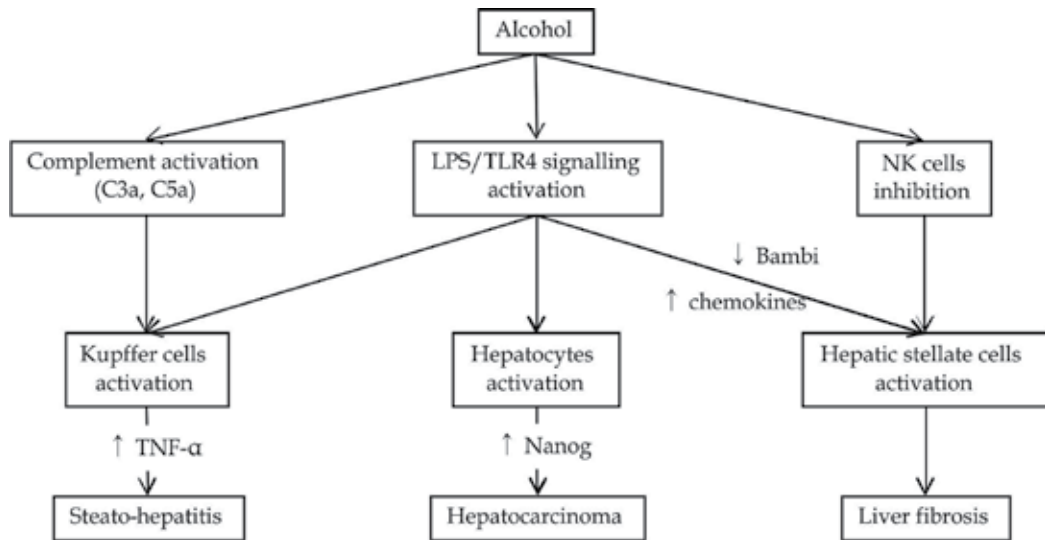 Alcohol
Complement activation
(C3a, C5a)
LPS/TLR4 signalling
activation
NK cells
inhibition
↓ Bambi
↑ chemokines
Kupffer cells
activation
Hepatocytes
activation
Hepatic stellate cells
activation
↑ TNF-α
↑ Nanog
Steato-hepatitis
Hepatocarcinoma
Liver fibrosis